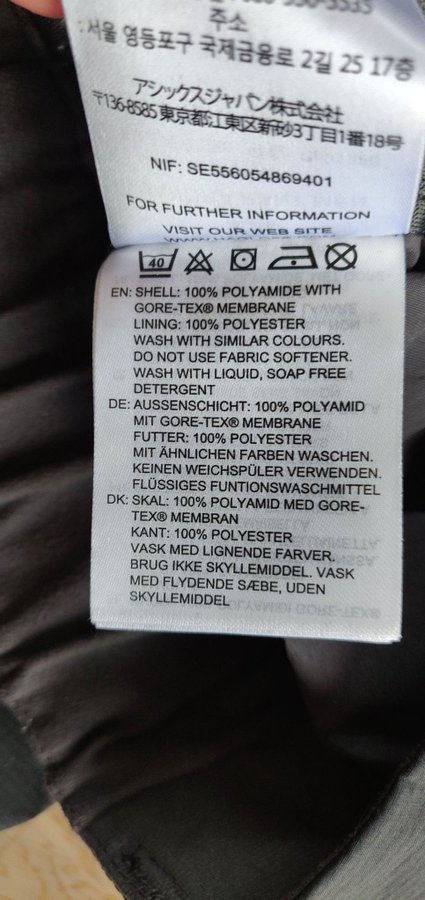 주소
:서울 영등포구 국제금융로 2길 25 17층
アシックスジャパン株式会社
〒136-8585 東京都江東区新砂3丁目1番18号
NIF: SE556054869401
FOR FURTHER INFORMATION
VISIT OUR WEB SITE
40
EN: SHELL: 100% POLYAMIDE WITH
GORE-TEX® MEMBRANE
LINING: 100% POLYESTER
WASH WITH SIMILAR COLOURS.
DO NOT USE FABRIC SOFTENER.
WASH WITH LIQUID, SOAP FREE
DETERGENT
DE: AUSSENSCHICHT: 100% POLYAMID
MIT GORE-TEX® MEMBRANE
FUTTER: 100% POLYESTER
MIT ÄHNLICHEN FARBEN WASCHEN.
KEINEN WEICHSPÜLER VERWENDEN.
FLÜSSIGES FUNTIONSWASCHMITTEL
DK: SKAL: 100% POLYAMID MED GORE-
TEX® MEMBRAN
KANT: 100% POLYESTER
VASK MED LIGNENDE FARVER.
BRUG IKKE SKYLLEMIDDEL. VASK
MED FLYDENDE SÆBE, UDEN
SKYLLEMIDDEL